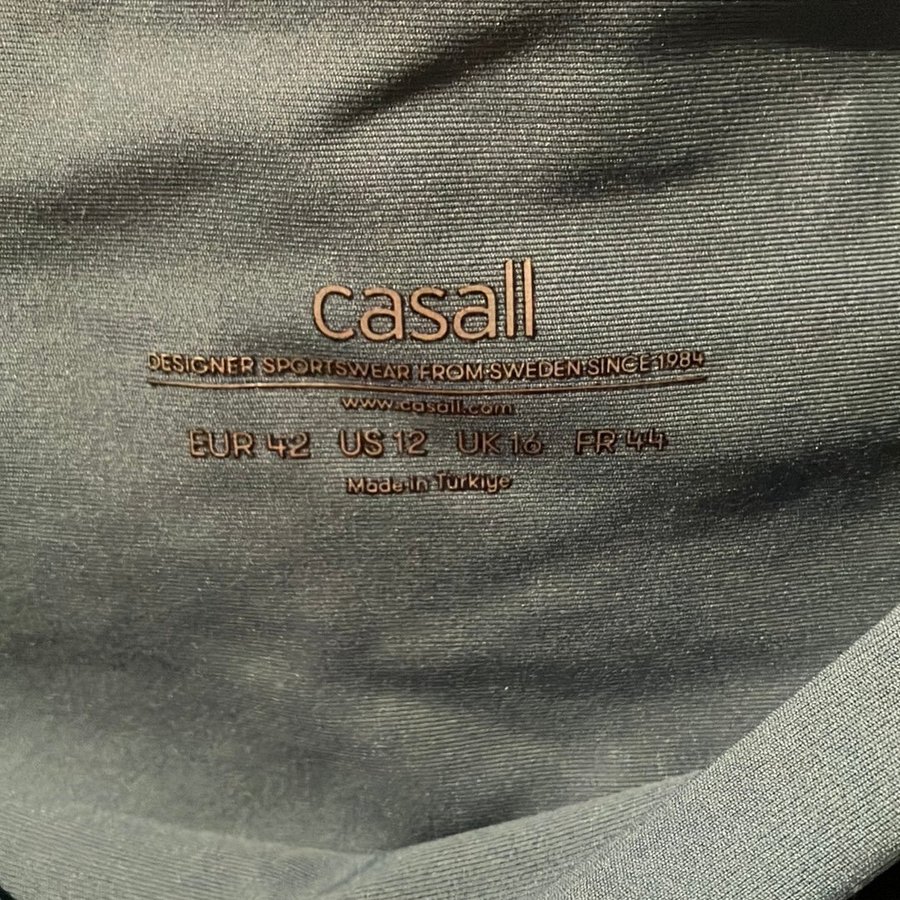 casall
DESIGNER SPORTSWEAR FROM SWEDEN SINCE 1984
www.casall.com
EUR 42 US 12 UK 16 FR 44
Made in Türkiye